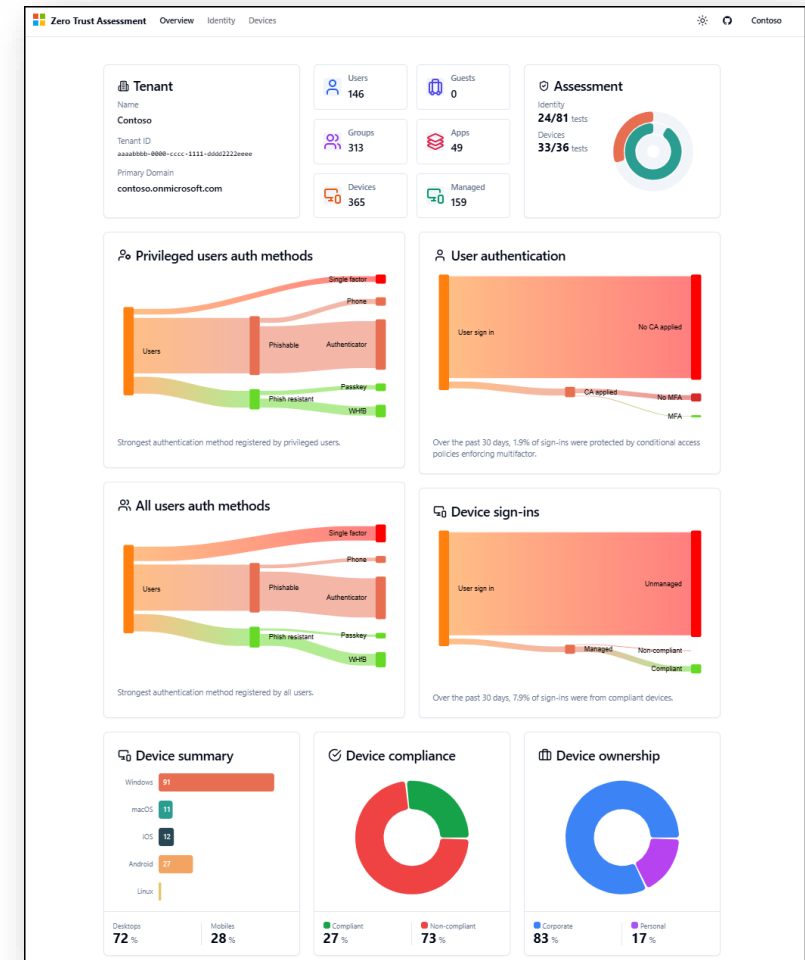 Zero Trust Assessment Overview Identity Devices Contoso
Tenant
Name
Contoso
Tenant ID
aaaabbbb-0000-cccc-1111-dddd2222eeee
Primary Domain
contoso.onmicrosoft.com
Users
146
Guests
0
Groups
313
Apps
49
Devices
365
Managed
159
Assessment
Identity
24/81 tests
Devices
33/36 tests
Privileged users auth methods
Single factor
Phone
Users
Phishable
Authenticator
Passkey
Phish resistant
WHfB
Strongest authentication method registered by privileged users.
User authentication
User sign in
No CA applied
CA applied
No MFA
MFA
Over the past 30 days, 1.9% of sign-ins were protected by conditional access
policies enforcing multifactor.
All users auth methods
Single factor
Phone
Users
Phishable
Authenticator
Passkey
Phish resistant
WHfB
Strongest authentication method registered by all users.
Device sign-ins
User sign in
Unmanaged
Managed
Non-compliant
Compliant
Over the past 30 days, 7.9% of sign-ins were from compliant devices.
Device summary
Windows 91
macOS 11
iOS 12
Android 27
Linux
Desktops
72 %
Mobiles
28 %
Device compliance
Compliant
27 %
Non-compliant
73 %
Device ownership
Corporate
83 %
Personal
17 %